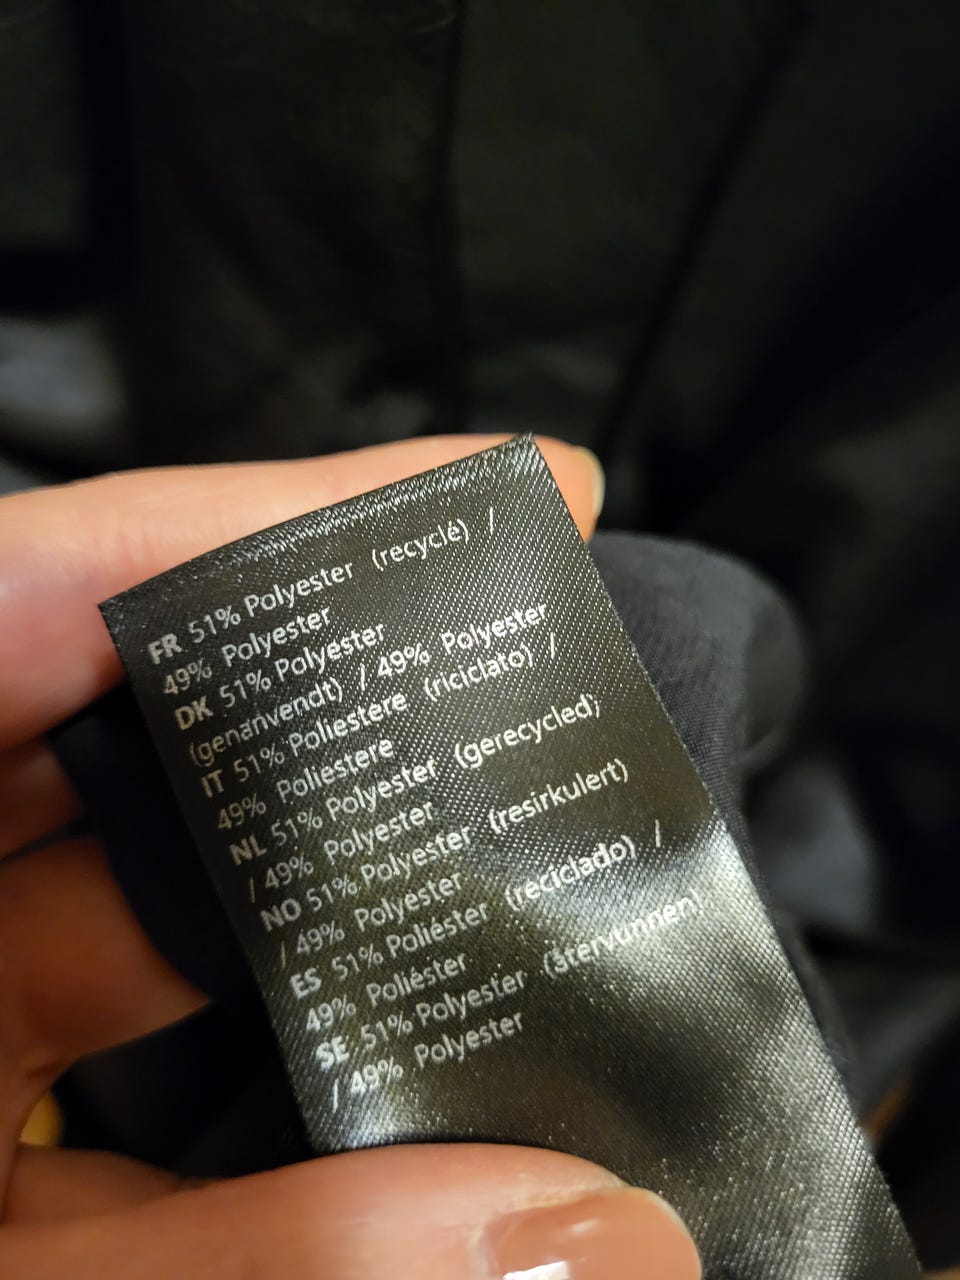 FR 51% Polyester (recyclé) /
49% Polyester
DK 51% Polyester
(genanvendt) / 49% Polyester
IT 51% Poliestere (riciclato) /
49% Poliestere
NL 51% Polyester (gerecycled)
/ 49% Polyester
NO 51% Polyester (resirkulert)
/ 49% Polyester
ES 51% Poliéster (reciclado) /
49% Poliéster
SE 51% Polyester (återvunnen)
/ 49% Polyester